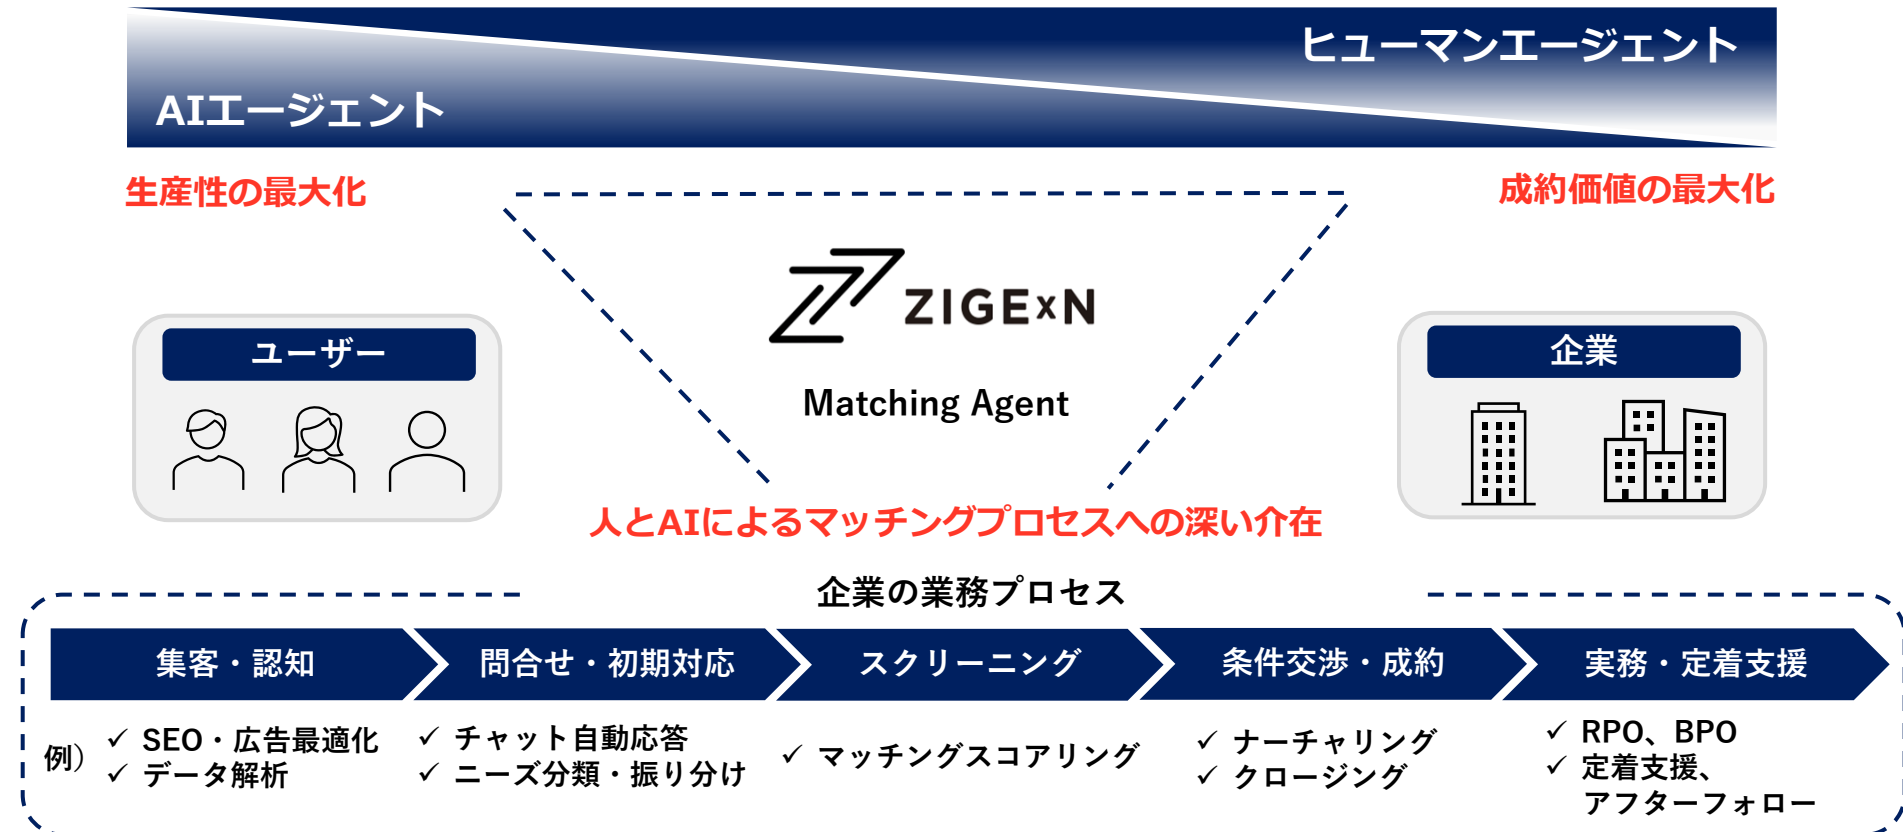 ヒューマンエージェント
AIエージェント
生産性の最大化
成約価値の最大化
ZIGExN
Matching Agent
ユーザー
企業
人とAIによるマッチングプロセスへの深い介在
企業の業務プロセス
集客・認知
問合せ・初期対応
スクリーニング
条件交渉・成約
実務・定着支援
例）
✓ SEO・広告最適化
✓ データ解析
✓ チャット自動応答
✓ ニーズ分類・振り分け
✓ マッチングスコアリング
✓ ナーチャリング
✓ クロージング
✓ RPO、BPO
✓ 定着支援、
アフターフォロー